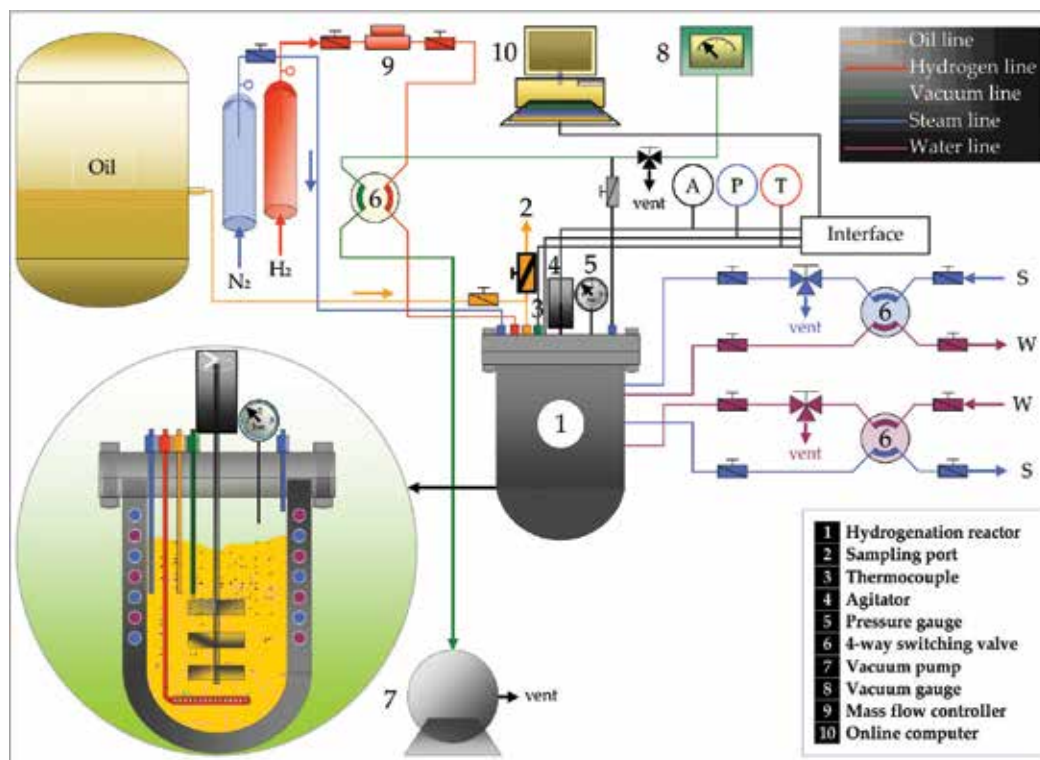 10
8
Oil line
Hydrogen line
Vacuum line
Steam line
Water line
9
Oil
6
2
vent
A
P
T
N2
H2
Interface
4
5
3
S
vent
6
W
1
W
vent
6
S
7
vent
1 Hydrogenation reactor
2 Sampling port
3 Thermocouple
4 Agitator
5 Pressure gauge
6 4-way switching valve
7 Vacuum pump
8 Vacuum gauge
9 Mass flow controller
10 Online computer